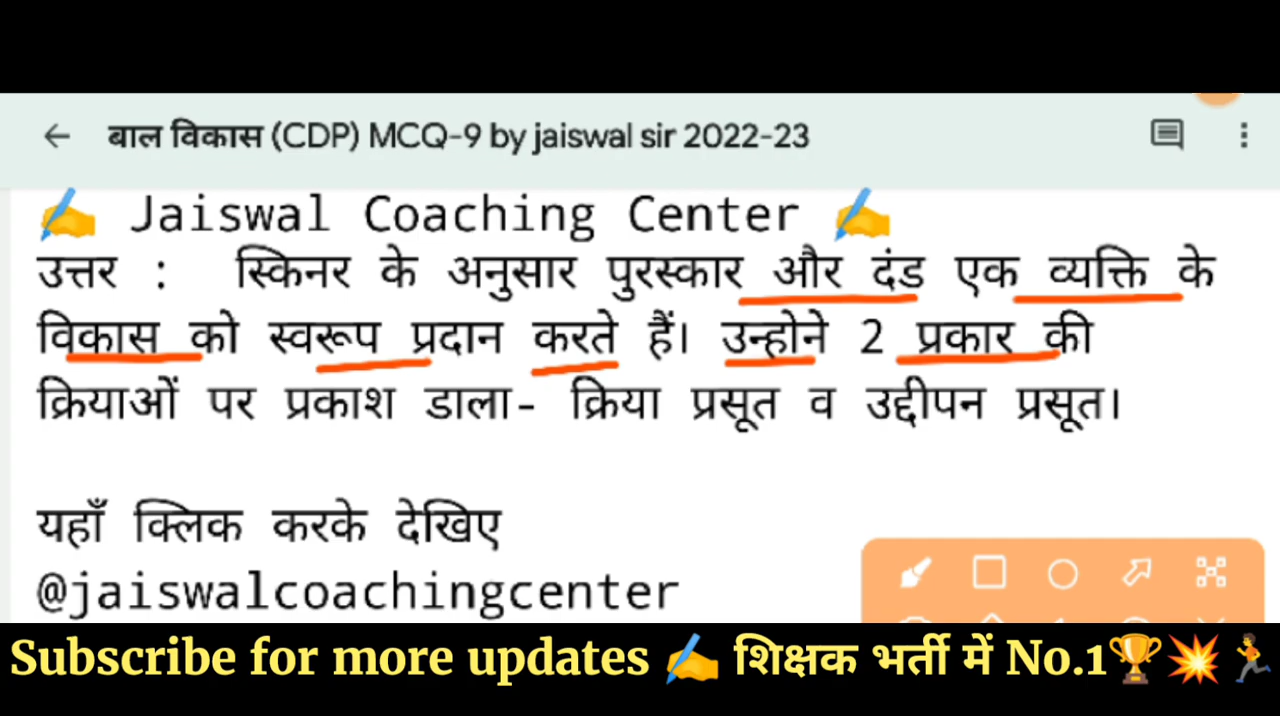 बाल विकास (CDP) MCQ-9 by jaiswal sir 2022-23
✍ Jaiswal Coaching Center ✍
उत्तर : स्किनर के अनुसार पुरस्कार और दंड एक व्यक्ति के
विकास को स्वरूप प्रदान करते हैं। उन्होने 2 प्रकार की
क्रियाओं पर प्रकाश डाला- क्रिया प्रसूत व उद्दीपन प्रसूत।
यहाँ क्लिक करके देखिए
@jaiswalcoachingcenter
Subscribe for more updates ✍ शिक्षक भर्ती में No.1🏆💥🏃